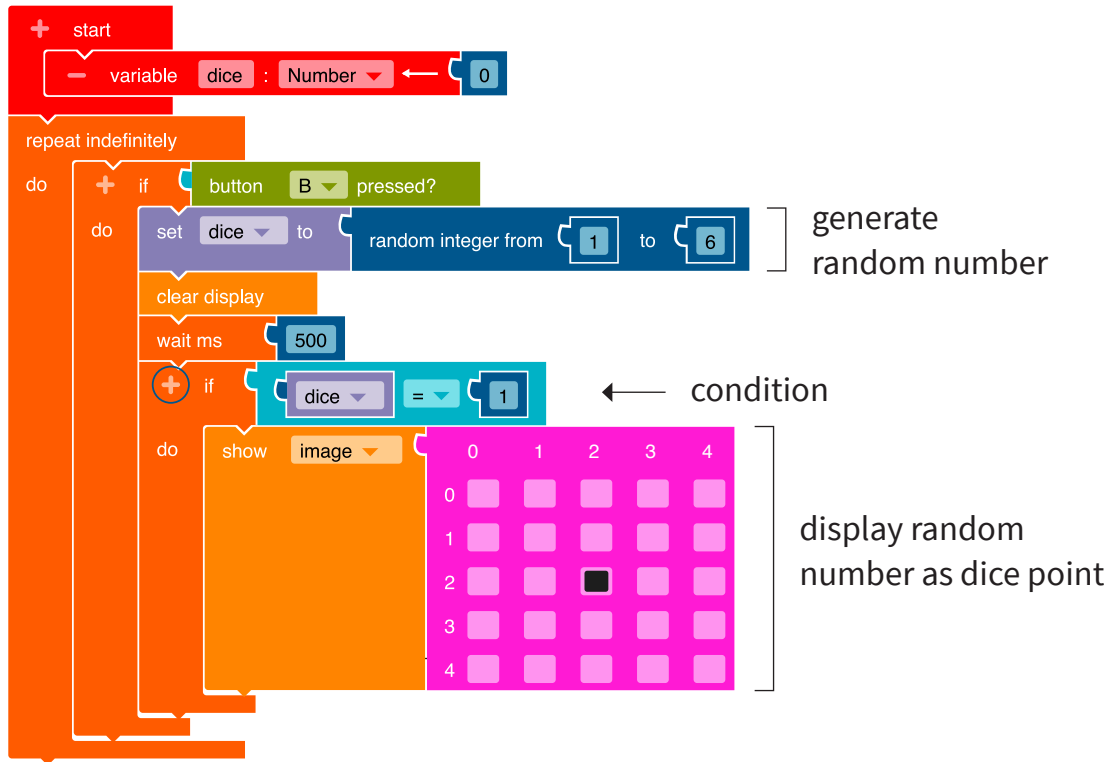 + start
− variable dice : Number ← 0
repeat indefinitely
do + if button B pressed?
do set dice to random integer from 1 to 6
generate
random number
clear display
wait ms 500
+ if dice = 1
← condition
do show image
0 1 2 3 4
0
1
2
3
4
display random
number as dice point